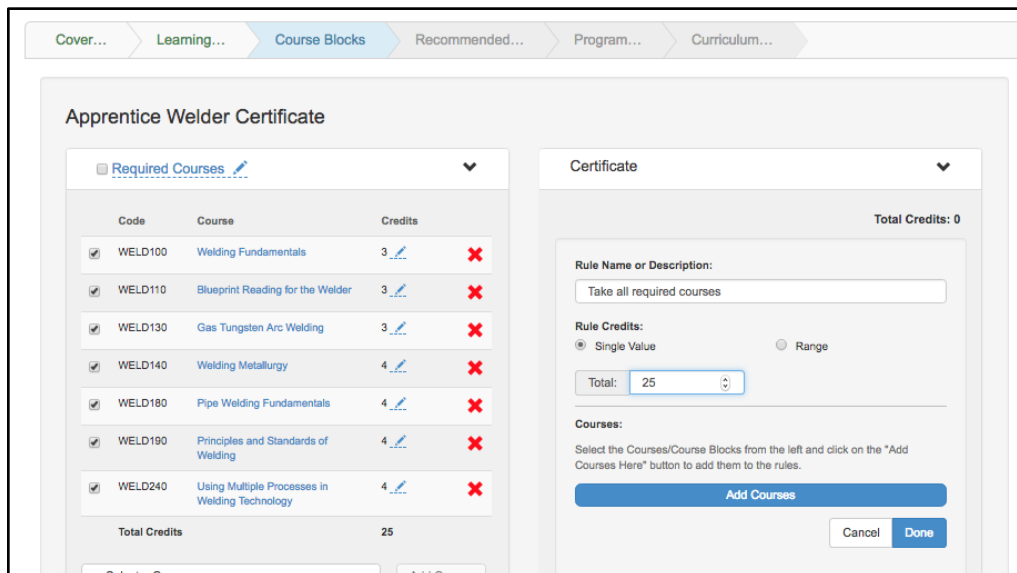 Cover...
Learning...
Course Blocks
Recommended...
Program...
Curriculum...
Apprentice Welder Certificate
Required Courses
Code Course Credits
WELD100 Welding Fundamentals 3
WELD110 Blueprint Reading for the Welder 3
WELD130 Gas Tungsten Arc Welding 3
WELD140 Welding Metallurgy 4
WELD180 Pipe Welding Fundamentals 4
WELD190 Principles and Standards of 4
Welding
WELD240 Using Multiple Processes in 4
Welding Technology
Total Credits 25
Certificate
Total Credits: 0
Rule Name or Description:
Take all required courses
Rule Credits:
Single Value Range
Total: 25
Courses:
Select the Courses/Course Blocks from the left and click on the "Add
Courses Here" button to add them to the rules.
Add Courses
Cancel Done